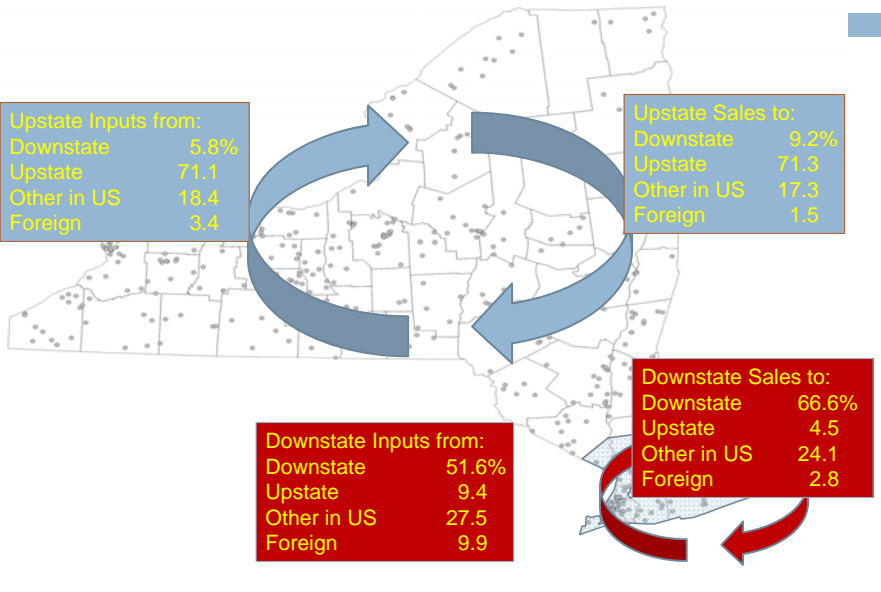 Upstate Inputs from:
Downstate 5.8%
Upstate 71.1
Other in US 18.4
Foreign 3.4
Upstate Sales to:
Downstate 9.2%
Upstate 71.3
Other in US 17.3
Foreign 1.5
Downstate Inputs from:
Downstate 51.6%
Upstate 9.4
Other in US 27.5
Foreign 9.9
Downstate Sales to:
Downstate 66.6%
Upstate 4.5
Other in US 24.1
Foreign 2.8